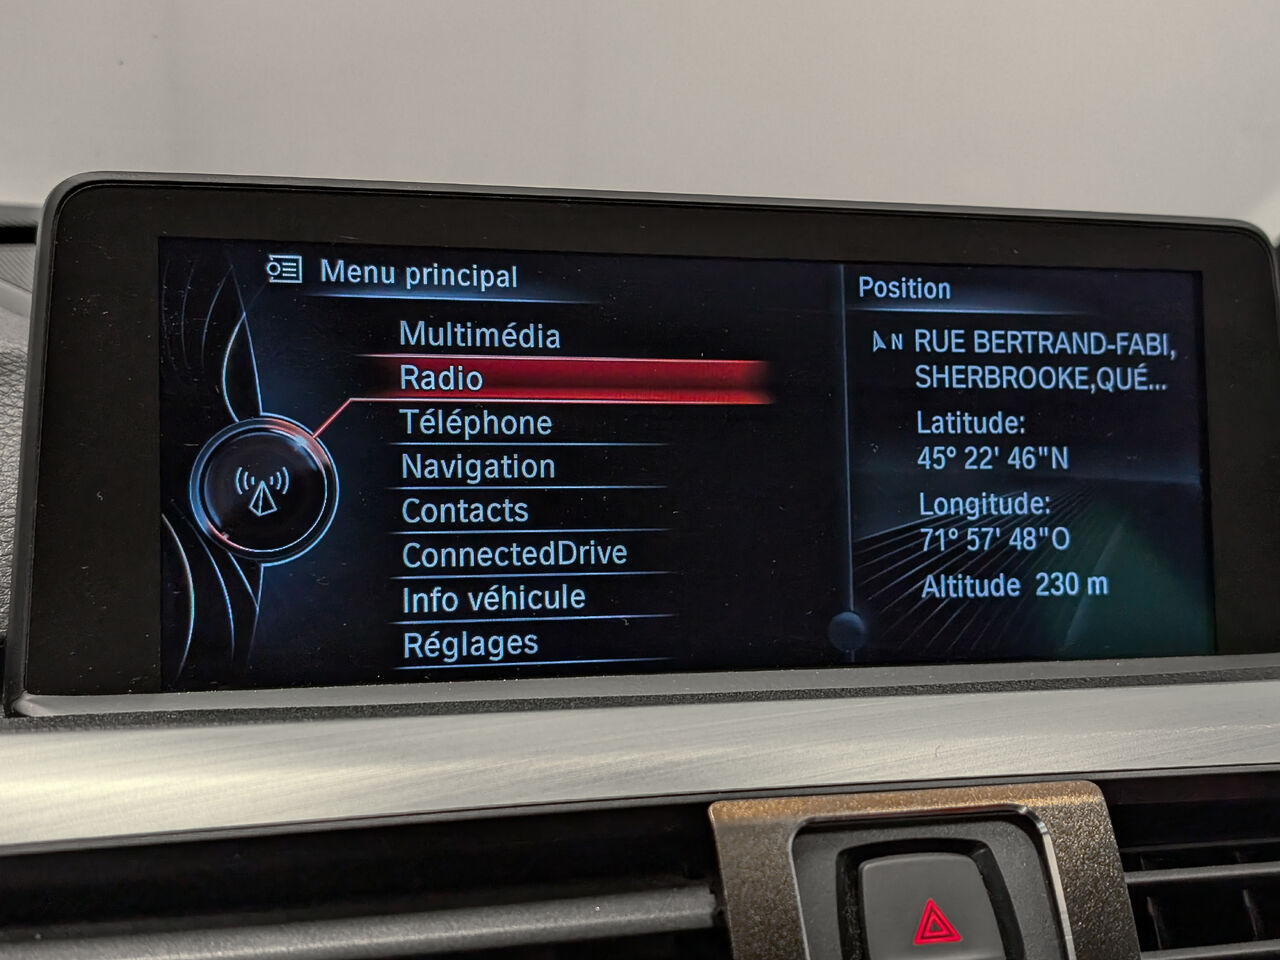 Menu principal
Multimédia
Radio
Téléphone
Navigation
Contacts
ConnectedDrive
Info véhicule
Réglages
Position
N RUE BERTRAND-FABI,
SHERBROOKE,QUÉ...
Latitude:
45° 22' 46"N
Longitude:
71° 57' 48"O
Altitude 230 m